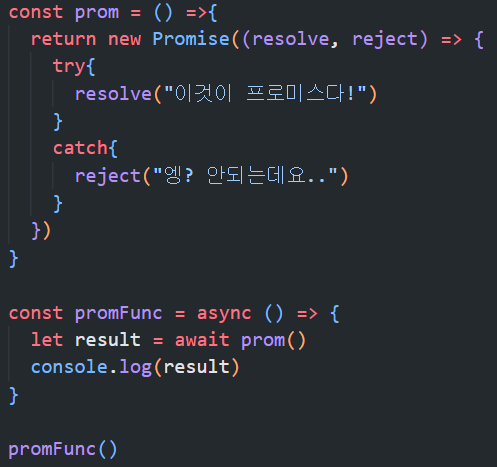 const prom = () =>{
  return new Promise((resolve, reject) => {
    try{
      resolve("이것이 프로미스다!")
    }
    catch{
      reject("엥? 안되는데요..")
    }
  })
}

const promFunc = async () => {
  let result = await prom()
  console.log(result)
}

promFunc()